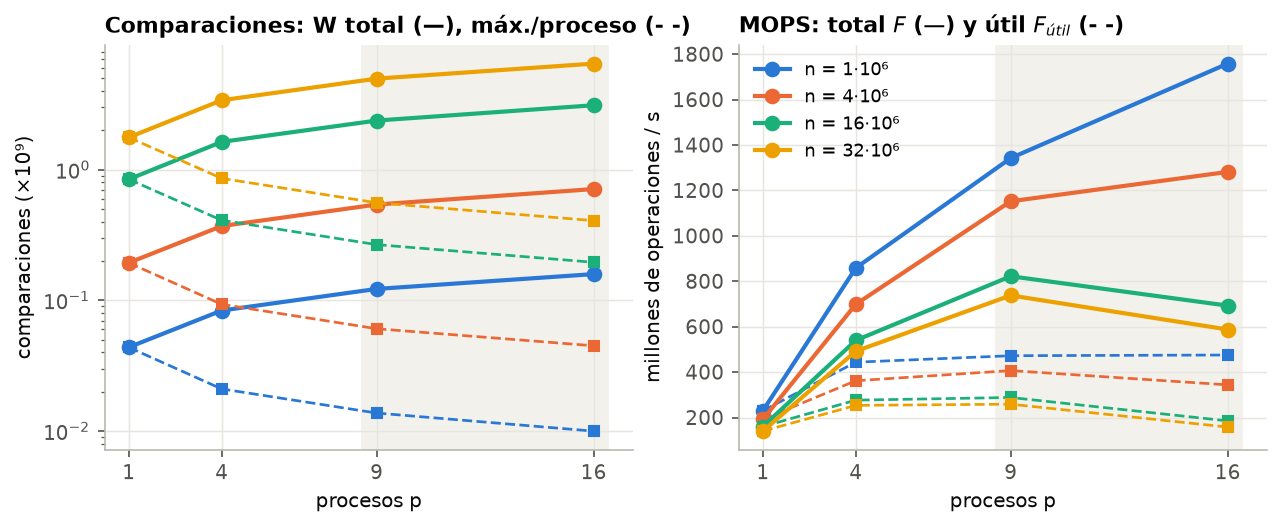 Comparaciones: W total (—), máx./proceso (- -)
comparaciones (×10⁹)
10⁰
10⁻¹
10⁻²
1
4
9
16
procesos p
MOPS: total F (—) y útil Fútil (- -)
millones de operaciones / s
1800
1600
1400
1200
1000
800
600
400
200
n = 1·10⁶
n = 4·10⁶
n = 16·10⁶
n = 32·10⁶
1
4
9
16
procesos p